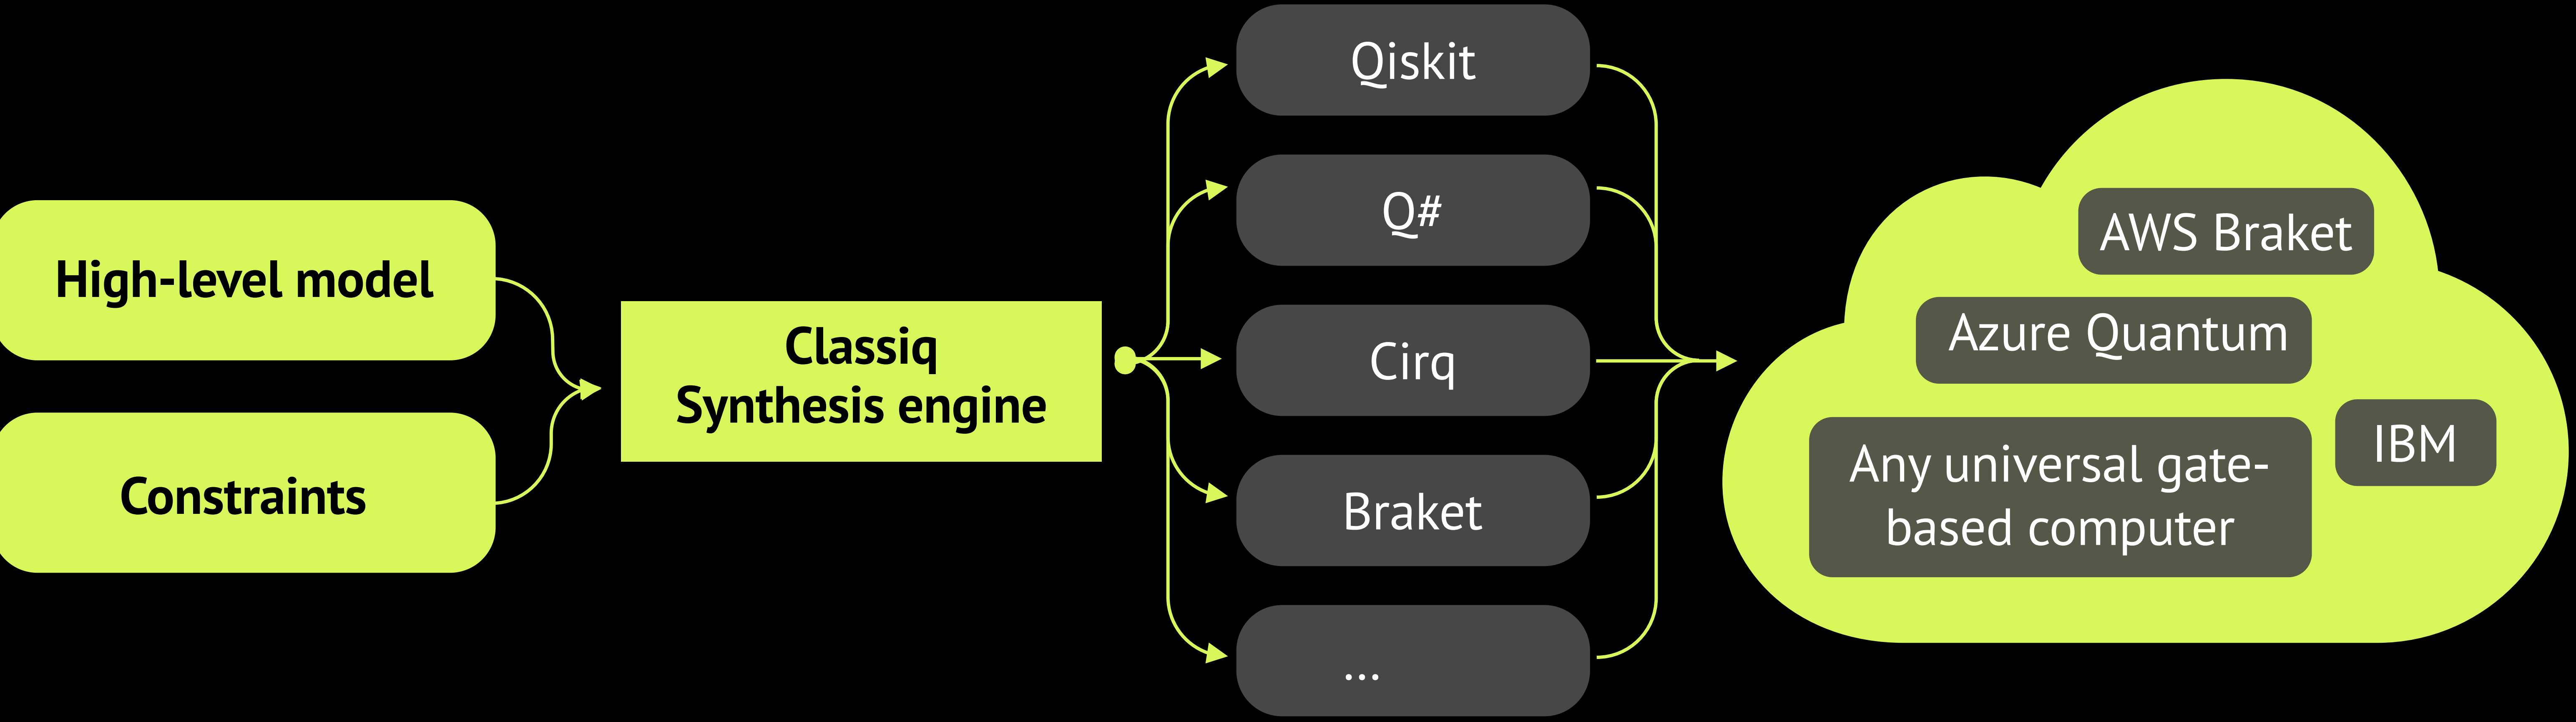 High-level model
Constraints
Classiq
Synthesis engine
Qiskit
Q#
Cirq
Braket
...
AWS Braket
Azure Quantum
IBM
Any universal gate-
based computer